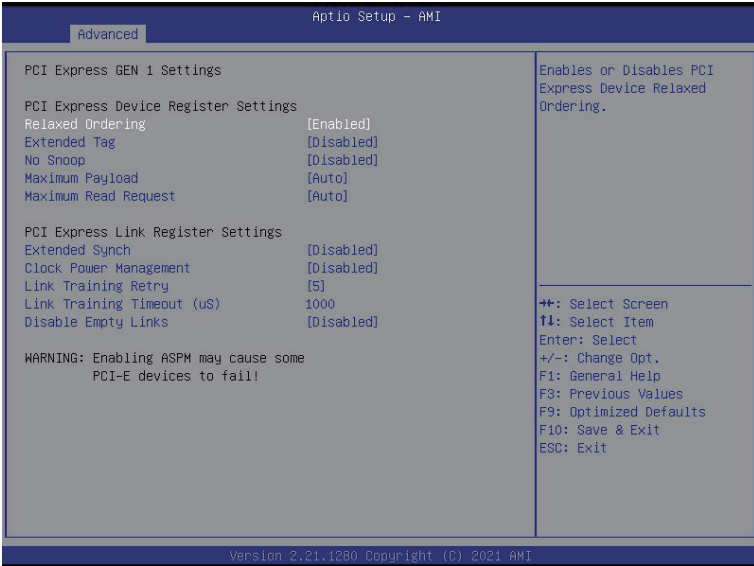 Aptio Setup – AMI
Advanced
PCI Express GEN 1 Settings
PCI Express Device Register Settings
Relaxed Ordering [Enabled]
Extended Tag [Disabled]
No Snoop [Disabled]
Maximum Payload [Auto]
Maximum Read Request [Auto]
PCI Express Link Register Settings
Extended Synch [Disabled]
Clock Power Management [Disabled]
Link Training Retry [5]
Link Training Timeout (uS) 1000
Disable Empty Links [Disabled]
WARNING: Enabling ASPM may cause some
PCI-E devices to fail!
Enables or Disables PCI
Express Device Relaxed
Ordering.
→←: Select Screen
↑↓: Select Item
Enter: Select
+/-: Change Opt.
F1: General Help
F3: Previous Values
F9: Optimized Defaults
F10: Save & Exit
ESC: Exit
Version 2.21.1280 Copyright (C) 2021 AMI